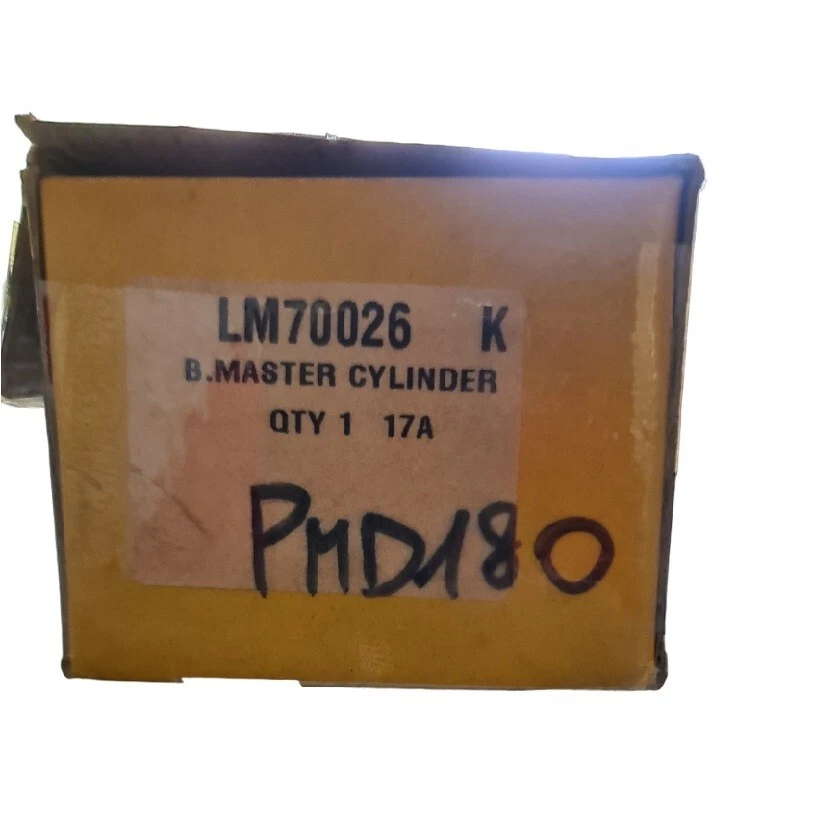 LM70026 K
B.MASTER CYLINDER
QTY 1 17A
PMD180